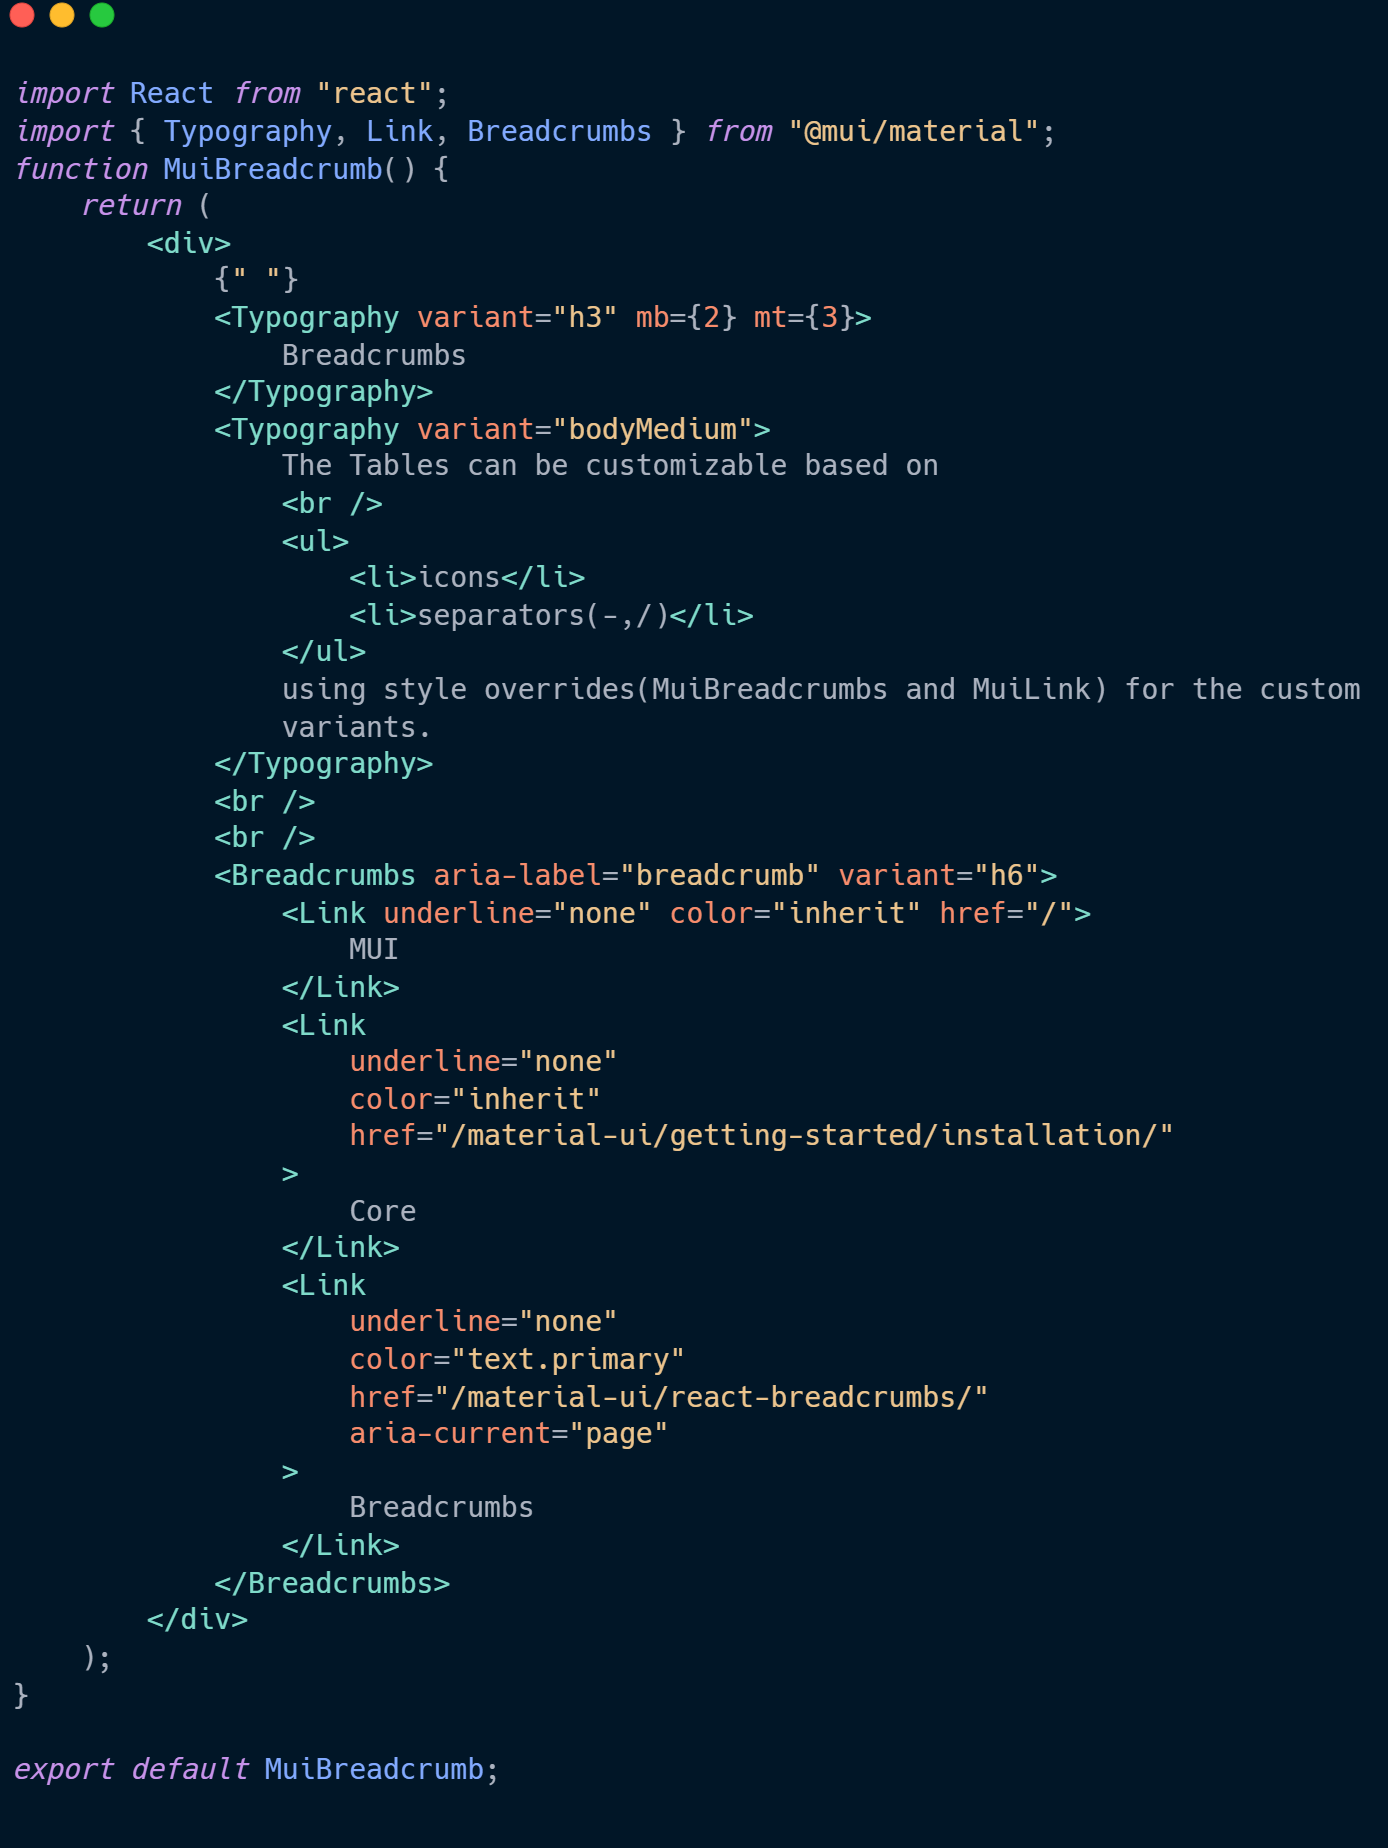 import React from "react";
import { Typography, Link, Breadcrumbs } from "@mui/material";
function MuiBreadcrumb() {
    return (
        <div>
            {" "}
            <Typography variant="h3" mb={2} mt={3}>
                Breadcrumbs
            </Typography>
            <Typography variant="bodyMedium">
                The Tables can be customizable based on
                <br />
                <ul>
                    <li>icons</li>
                    <li>separators(-,/)</li>
                </ul>
                using style overrides(MuiBreadcrumbs and MuiLink) for the custom
                variants.
            </Typography>
            <br />
            <br />
            <Breadcrumbs aria-label="breadcrumb" variant="h6">
                <Link underline="none" color="inherit" href="/">
                    MUI
                </Link>
                <Link
                    underline="none"
                    color="inherit"
                    href="/material-ui/getting-started/installation/"
                >
                    Core
                </Link>
                <Link
                    underline="none"
                    color="text.primary"
                    href="/material-ui/react-breadcrumbs/"
                    aria-current="page"
                >
                    Breadcrumbs
                </Link>
            </Breadcrumbs>
        </div>
    );
}

export default MuiBreadcrumb;